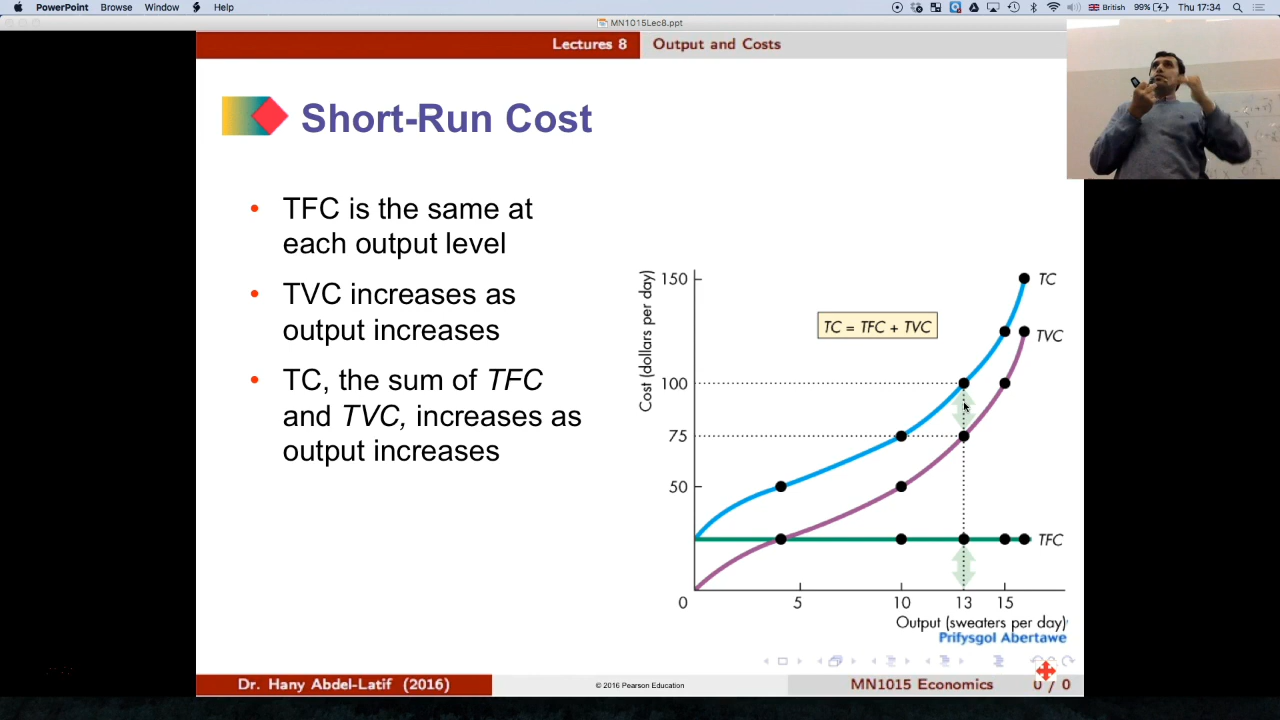 PowerPoint Browse Window Help
British 99% Thu 17:34
MN1015Lec8.ppt
Lectures 8 Output and Costs
Short-Run Cost
• TFC is the same at
each output level
• TVC increases as
output increases
• TC, the sum of TFC
and TVC, increases as
output increases
Cost (dollars per day)
150
100
75
50
0
5
10
13
15
TC = TFC + TVC
TC
TVC
TFC
Output (sweaters per day)
Prifysgol Abertawe
Dr. Hany Abdel-Latif (2016) © 2016 Pearson Education MN1015 Economics 0 / 0